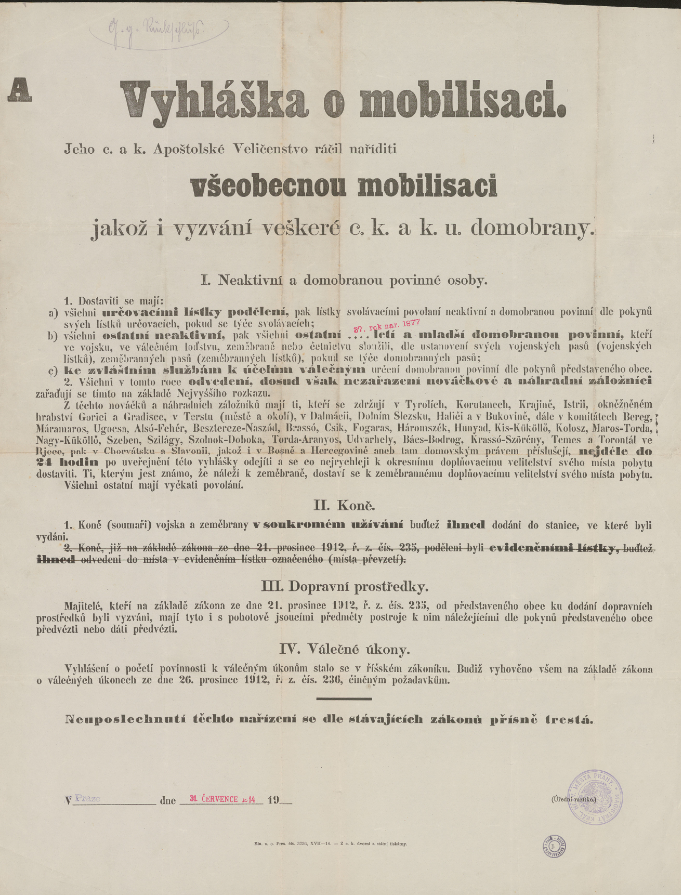 A
Vyhláška o mobilisaci.
Jeho c. a k. Apoštolské Veličenstvo ráčil naříditi
všeobecnou mobilisaci
jakož i vyzvání veškeré c. k. a k. u. domobrany.
I. Neaktivní a domobranou povinné osoby.
1. Dostaviti se mají:
a) všichni určovacími lístky podělení, pak lístky svolávacími povolaní neaktivní a domobranou povinní dle pokynů
svých lístků určovacích, pokud se týče svolávacích;
37, rok nar. 1877
b) všichni ostatní neaktivní, pak všichni ostatní .... letí a mladší domobranou povinní, kteří
ve vojsku, ve válečném loďstvu, zeměbraně nebo četnictvu sloužili, dle ustanovení svých vojenských pasů (vojenských
lístků), zeměbranných pasů (zeměbranných lístků), pokud se týče domobranných pasů;
c) ke zvláštním službám k účelům válečným určení domobranou povinní dle pokynů představeného obce.
2. Všichni v tomto roce odvedení, dosud však nezařazení nováčkové a náhradní záložníci
zařaďují se tímto na základě Nejvyššího rozkazu.
Z těchto nováčků a náhradních záložníků mají ti, kteří se zdržují v Tyrolích, Korutanech, Krajině, Istrii, okněžněném
hrabství Gorici a Gradišce, v Terstu (městě a okolí), v Dalmácii, Dolním Slezsku, Haliči a v Bukovině, dále v komitátech Bereg,
Máramaros, Ugocsa, Alsó-Fehér, Besztercze-Naszád, Brassó, Csik, Fogaras, Háromszék, Hunyad, Kis-Küküllő, Kolosz, Maros-Torda,
Nagy-Küküllő, Szeben, Szilágy, Szolnok-Doboka, Torda-Aranyos, Udvarhely, Bács-Bodrog, Krassó-Szörény, Temes a Torontál ve
Rjece, pak v Chorvátsku a Slavonii, jakož i v Bosně a Hercegovině aneb tam domovským právem příslušejí, nejdéle do
24 hodin po uveřejnění této vyhlášky odejíti a se co nejrychleji k okresnímu doplňovacímu velitelství svého místa pobytu
dostaviti. Ti, kterým jest známo, že náleží k zeměbraně, dostaví se k zeměbrannému doplňovacímu velitelství svého místa pobytu.
Všichni ostatní mají vyčkati povolání.
II. Koně.
1. Koně (soumaři) vojska a zeměbrany v soukromém užívání buďtež ihned dodáni do stanice, ve které byli
vydáni.
2. Koně, již na základě zákona ze dne 21. prosince 1912, ř. z. čís. 235, poděleni byli evidenčními lístky, buďtež
ihned odvedeni do místa v evidenčním lístku označeného (místa převzetí).
III. Dopravní prostředky.
Majitelé, kteří na základě zákona ze dne 21. prosince 1912, ř. z. čís. 235, od představeného obce ku dodání dopravních
prostředků byli vyzváni, mají tyto i s pohotově jsoucími předměty postroje k nim náležejícími dle pokynů představeného obce
předvézti nebo dáti předvézti.
IV. Válečné úkony.
Vyhlášení o početí povinnosti k válečným úkonům stalo se v říšském zákoníku. Budiž vyhověno všem na základě zákona
o válečných úkonech ze dne 26. prosince 1912, ř. z. čís. 236, činěným požadavkům.
Neuposlechnutí těchto nařízení se dle stávajících zákonů přísně trestá.
V Praze dne 31. ČERVENCE 1914 19
(Úřední razítko)